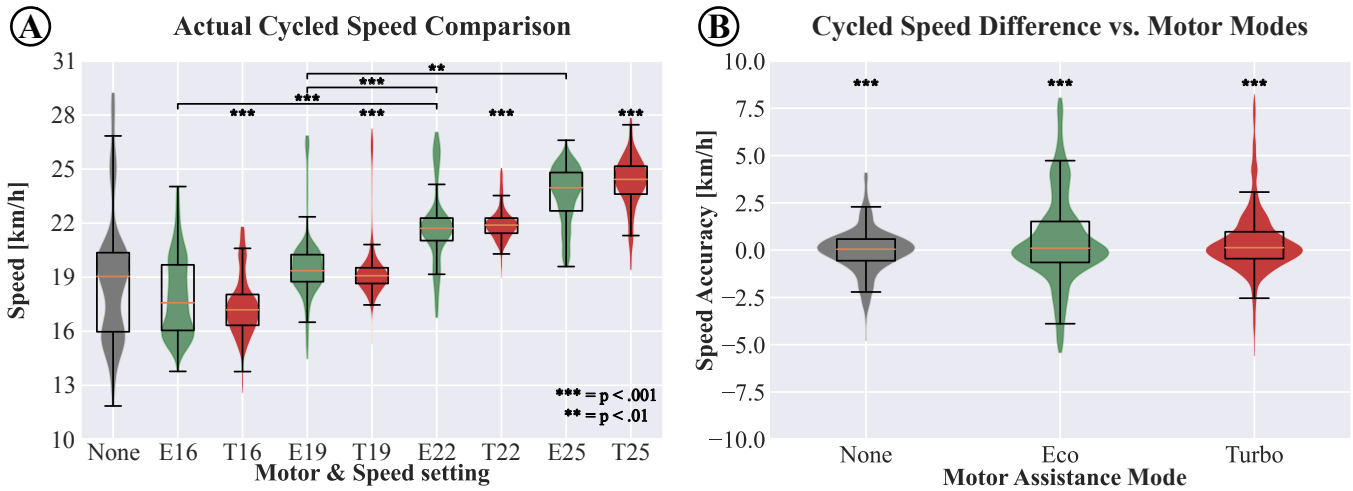 A
Actual Cycled Speed Comparison
Speed [km/h]
31
28
25
22
19
16
13
10
**
***
***
*** *** *** ***
*** = p < .001
** = p < .01
None E16 T16 E19 T19 E22 T22 E25 T25
Motor & Speed setting
B
Cycled Speed Difference vs. Motor Modes
Speed Accuracy [km/h]
10.0
7.5
5.0
2.5
0.0
−2.5
−5.0
−7.5
−10.0
*** *** ***
None Eco Turbo
Motor Assistance Mode